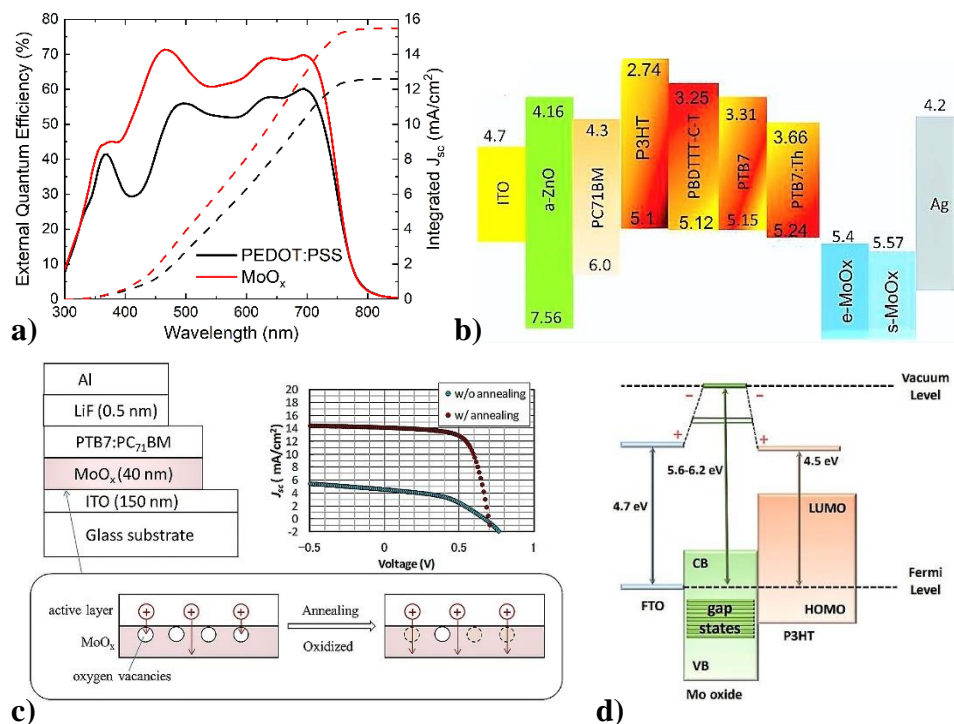 80
70
60
50
40
30
20
10
0
External Quantum Efficiency (%)
16
14
12
10
8
6
4
2
0
Integrated Jsc (mA/cm²)
PEDOT:PSS
MoOx
300 400 500 600 700 800
Wavelength (nm)
a)
4.7
ITO
4.16
a-ZnO
7.56
4.3
PC71BM
6.0
2.74
P3HT
5.1
3.25
PBDTTT-C-T
5.12
3.31
PTB7
5.15
3.66
PTB7:Th
5.24
5.4
e-MoOx
5.57
s-MoOx
4.2
Ag
b)
Al
LiF (0.5 nm)
PTB7:PC71BM
MoOx (40 nm)
ITO (150 nm)
Glass substrate
20
18
16
14
12
10
8
6
4
2
0
-2
Jsc ( mA/cm²)
w/o annealing
w/ annealing
-0.5 0 0.5 1
Voltage (V)
active layer
MoOx
oxygen vacancies
Annealing
Oxidized
+ + +
+ + +
c)
Vacuum
Level
− −
+ +
5.6-6.2 eV
4.5 eV
4.7 eV
LUMO
CB
Fermi
Level
FTO
gap
states
HOMO
P3HT
VB
Mo oxide
d)